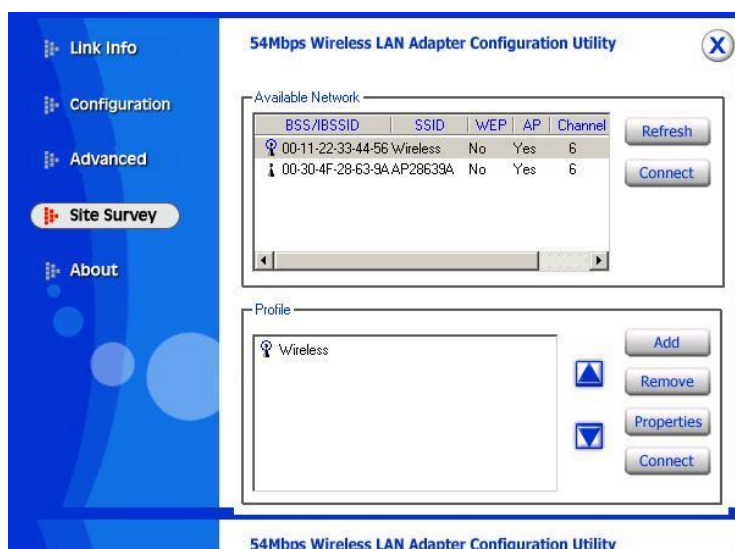 Link Info
Configuration
Advanced
Site Survey
About
54Mbps Wireless LAN Adapter Configuration Utility
X
Available Network
BSS/IBSSID SSID WEP AP Channel
00-11-22-33-44-56 Wireless No Yes 6
00-30-4F-28-63-9A AP28639A No Yes 6
Refresh
Connect
Profile
Wireless
Add
Remove
Properties
Connect
54Mbps Wireless LAN Adapter Configuration Utility